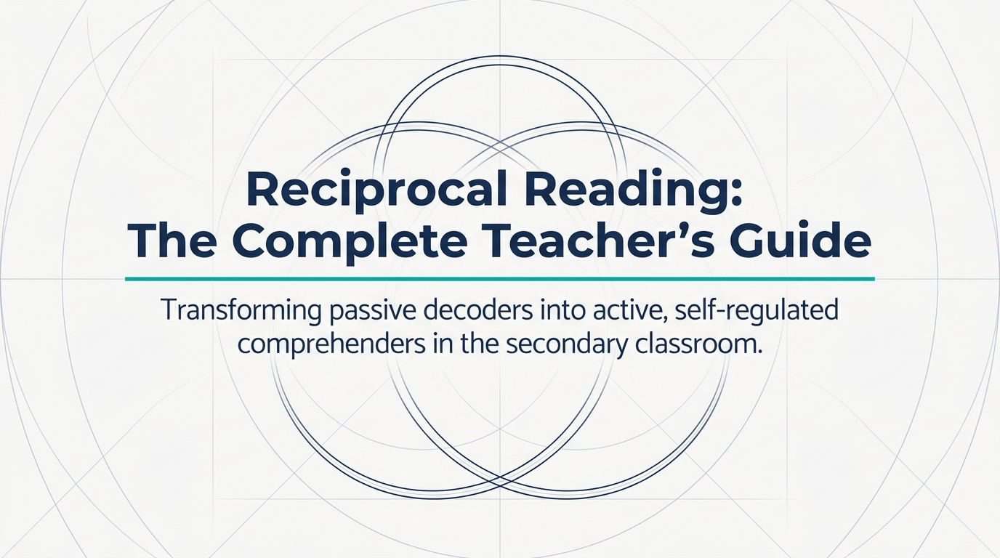 Reciprocal Reading:
The Complete Teacher’s Guide
Transforming passive decoders into active, self-regulated
comprehenders in the secondary classroom.